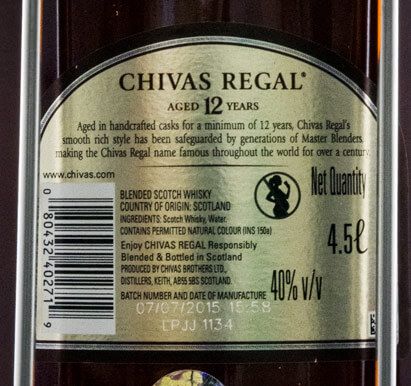 CHIVAS REGAL®
AGED 12 YEARS
Aged in handcrafted casks for a minimum of 12 years, Chivas Regal's
smooth rich style has been safeguarded by generations of Master Blenders,
making the Chivas Regal name famous throughout the world for over a century.
www.chivas.com
0 80432 40271 9
BLENDED SCOTCH WHISKY
COUNTRY OF ORIGIN: SCOTLAND
INGREDIENTS: Scotch Whisky, Water.
CONTAINS PERMITTED NATURAL COLOUR (INS 150a)
Enjoy CHIVAS REGAL Responsibly
Blended & Bottled in Scotland
PRODUCED BY CHIVAS BROTHERS LTD.,
DISTILLERS, KEITH, AB55 5BS SCOTLAND.
BATCH NUMBER AND DATE OF MANUFACTURE
Net Quantity
4.5ℓ
40% v/v
07/07/2015 15:58
LPJJ 1134